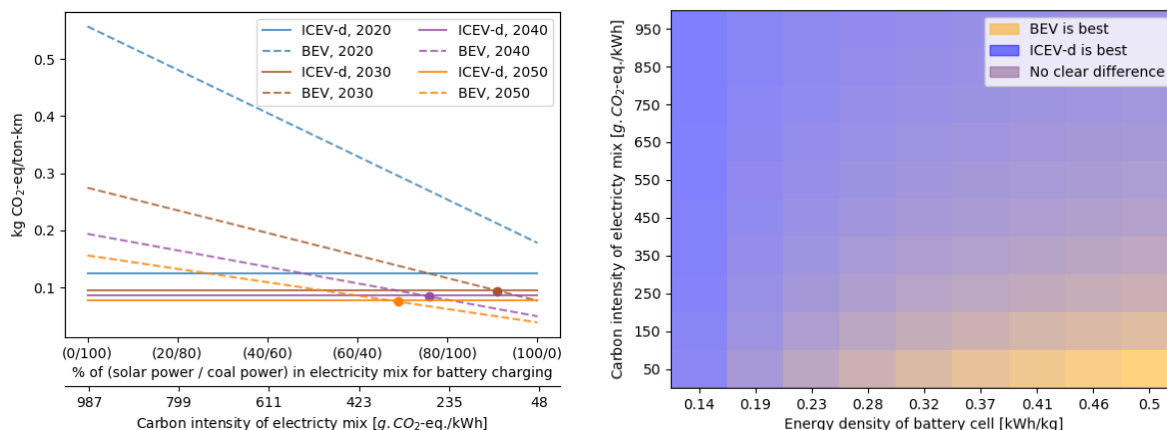 ICEV-d, 2020
BEV, 2020
ICEV-d, 2030
BEV, 2030
ICEV-d, 2040
BEV, 2040
ICEV-d, 2050
BEV, 2050
kg CO2-eq/ton-km
0.5
0.4
0.3
0.2
0.1
(0/100) (20/80) (40/60) (60/40) (80/100) (100/0)
% of (solar power / coal power) in electricity mix for battery charging
987 799 611 423 235 48
Carbon intensity of electricty mix [g.CO2-eq./kWh]
BEV is best
ICEV-d is best
No clear difference
Carbon intensity of electricty mix [g.CO2-eq./kWh]
950
850
750
650
550
450
350
250
150
50
0.14 0.19 0.23 0.28 0.32 0.37 0.41 0.46 0.5
Energy density of battery cell [kWh/kg]